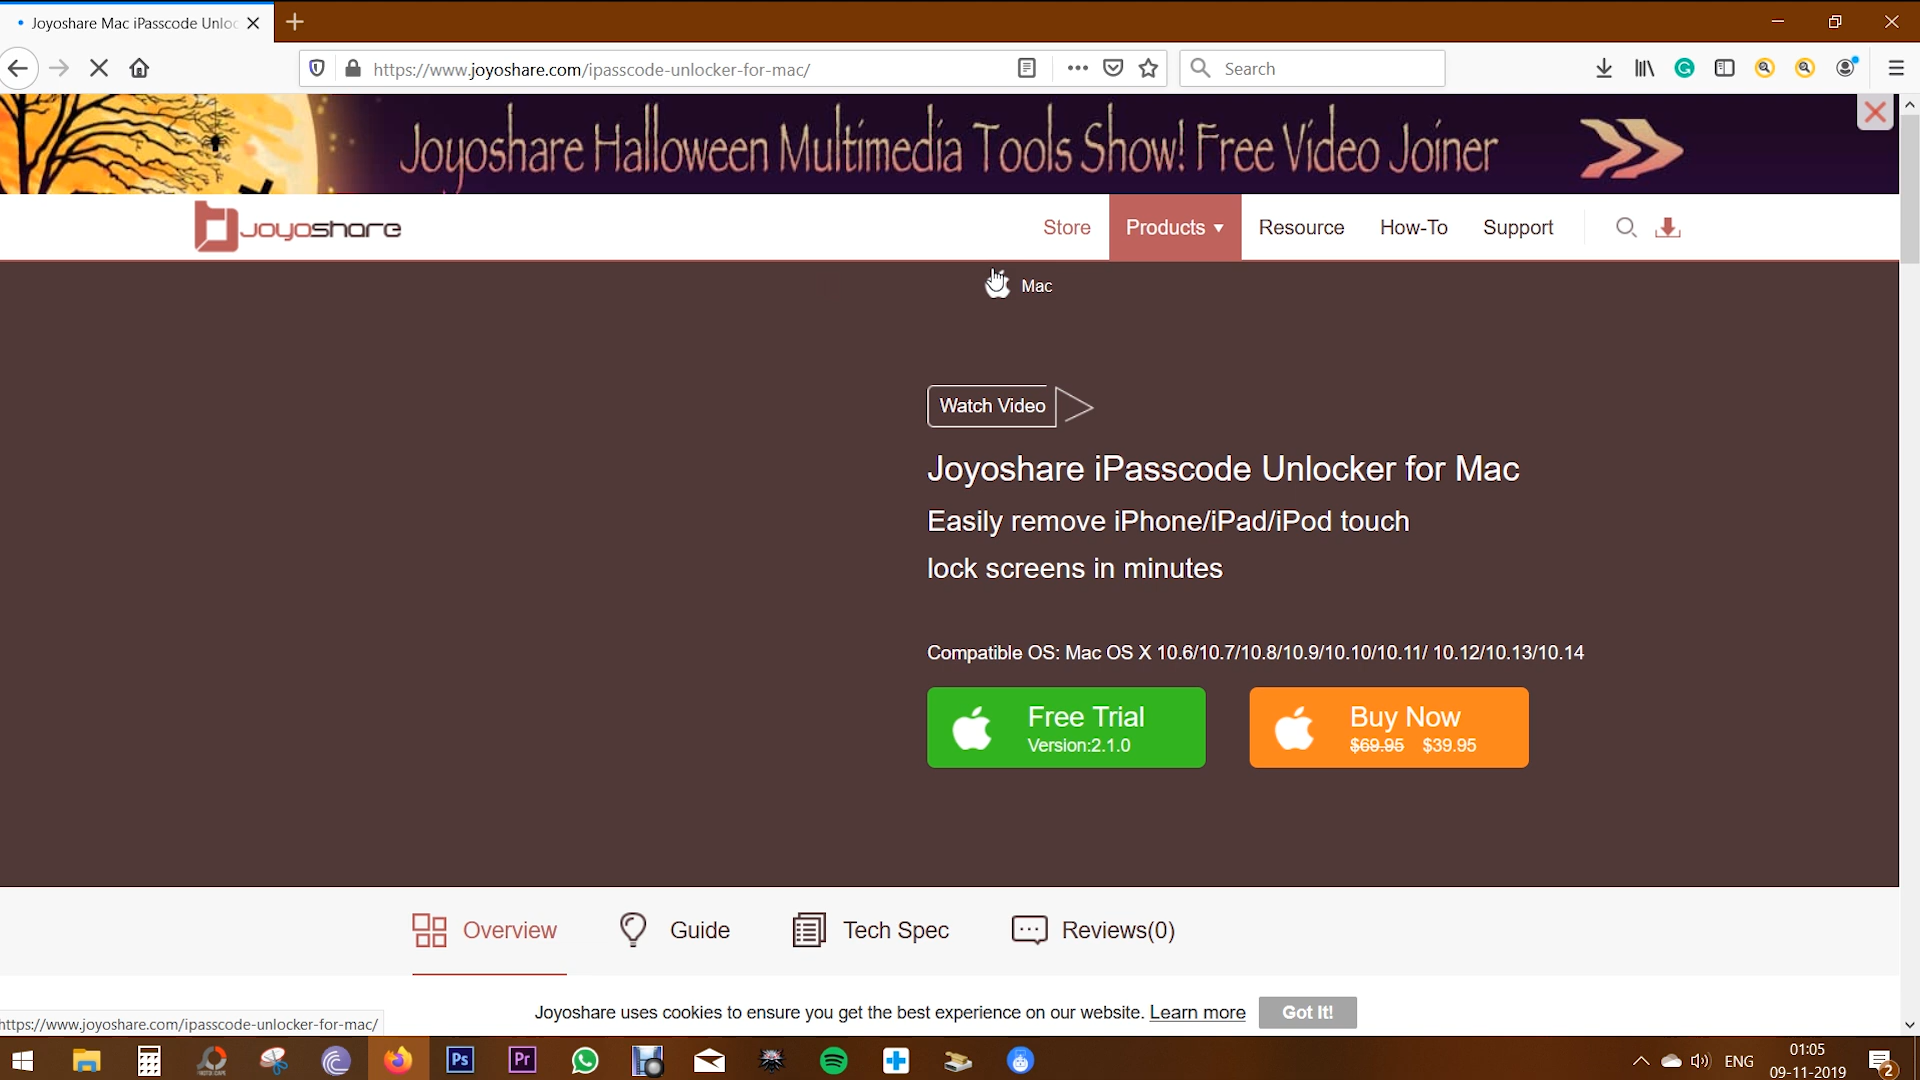 Joyoshare Mac iPasscode Unloc
https://www.joyoshare.com/ipasscode-unlocker-for-mac/
Search
Joyoshare Halloween Multimedia Tools Show! Free Video Joiner
Joyoshare
Store
Products
Resource
How-To
Support
Mac
Watch Video
Joyoshare iPasscode Unlocker for Mac
Easily remove iPhone/iPad/iPod touch
lock screens in minutes
Compatible OS: Mac OS X 10.6/10.7/10.8/10.9/10.10/10.11/ 10.12/10.13/10.14
Free Trial
Version:2.1.0
Buy Now
$69.95 $39.95
Overview
Guide
Tech Spec
Reviews(0)
Joyoshare uses cookies to ensure you get the best experience on our website. Learn more
Got It!
https://www.joyoshare.com/ipasscode-unlocker-for-mac/
Ps
Pr
ENG
01:05
09-11-2019
2